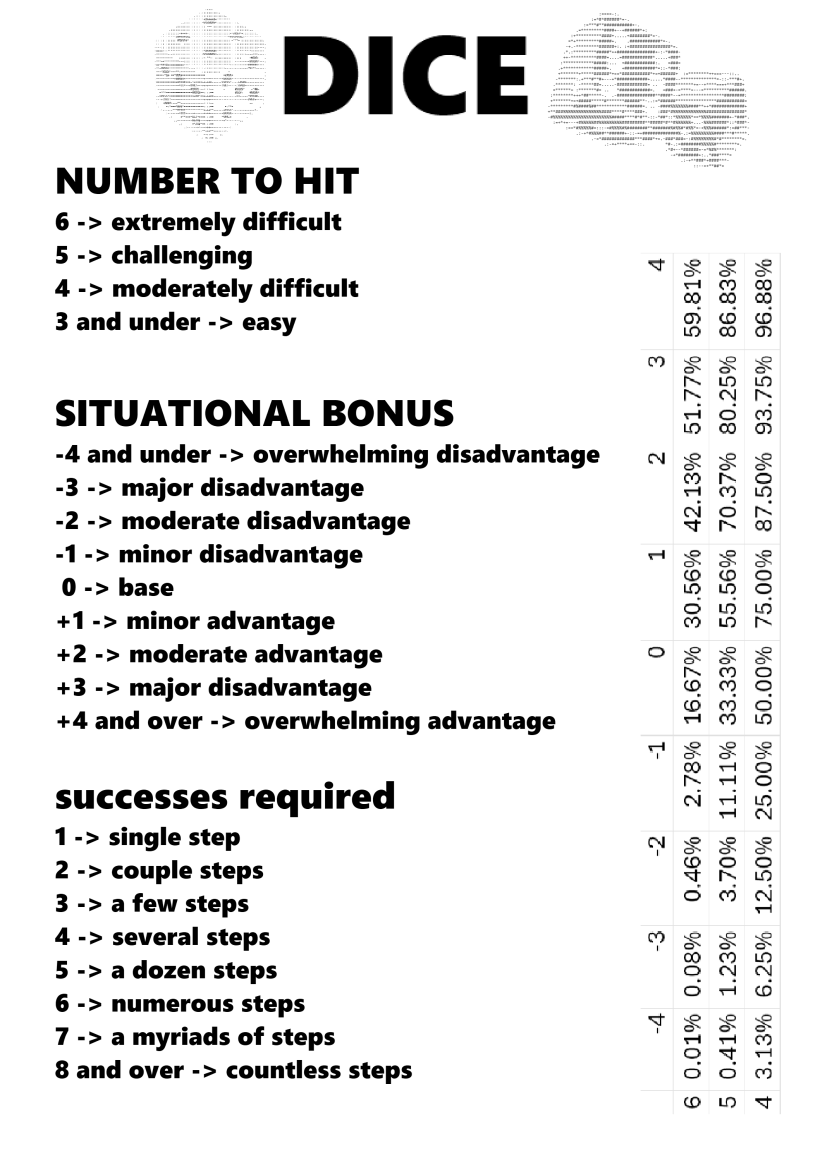 DICE
NUMBER TO HIT
6 -> extremely difficult
5 -> challenging
4 -> moderately difficult
3 and under -> easy
SITUATIONAL BONUS
-4 and under -> overwhelming disadvantage
-3 -> major disadvantage
-2 -> moderate disadvantage
-1 -> minor disadvantage
0 -> base
+1 -> minor advantage
+2 -> moderate advantage
+3 -> major disadvantage
+4 and over -> overwhelming advantage
successes required
1 -> single step
2 -> couple steps
3 -> a few steps
4 -> several steps
5 -> a dozen steps
6 -> numerous steps
7 -> a myriads of steps
8 and over -> countless steps
-4 -3 -2 -1 0 1 2 3 4
6 0.01% 0.08% 0.46% 2.78% 16.67% 30.56% 42.13% 51.77% 59.81%
5 0.41% 1.23% 3.70% 11.11% 33.33% 55.56% 70.37% 80.25% 86.83%
4 3.13% 6.25% 12.50% 25.00% 50.00% 75.00% 87.50% 93.75% 96.88%